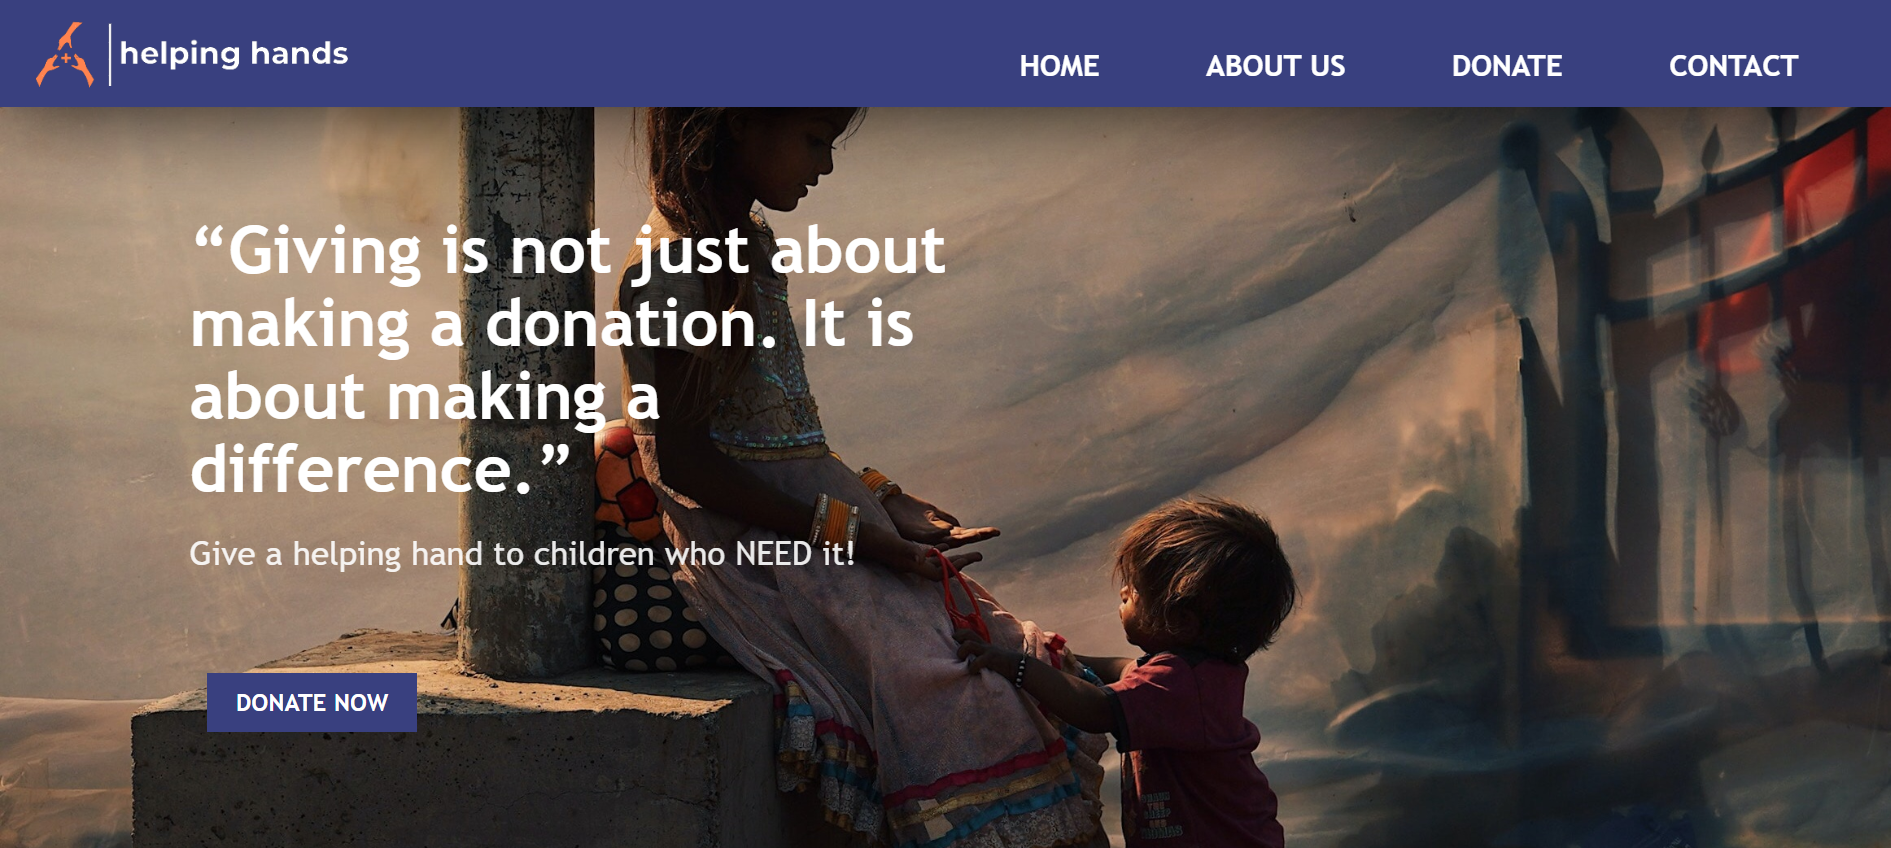 helping hands
HOME
ABOUT US
DONATE
CONTACT
“Giving is not just about
making a donation. It is
about making a
difference.”
Give a helping hand to children who NEED it!
DONATE NOW